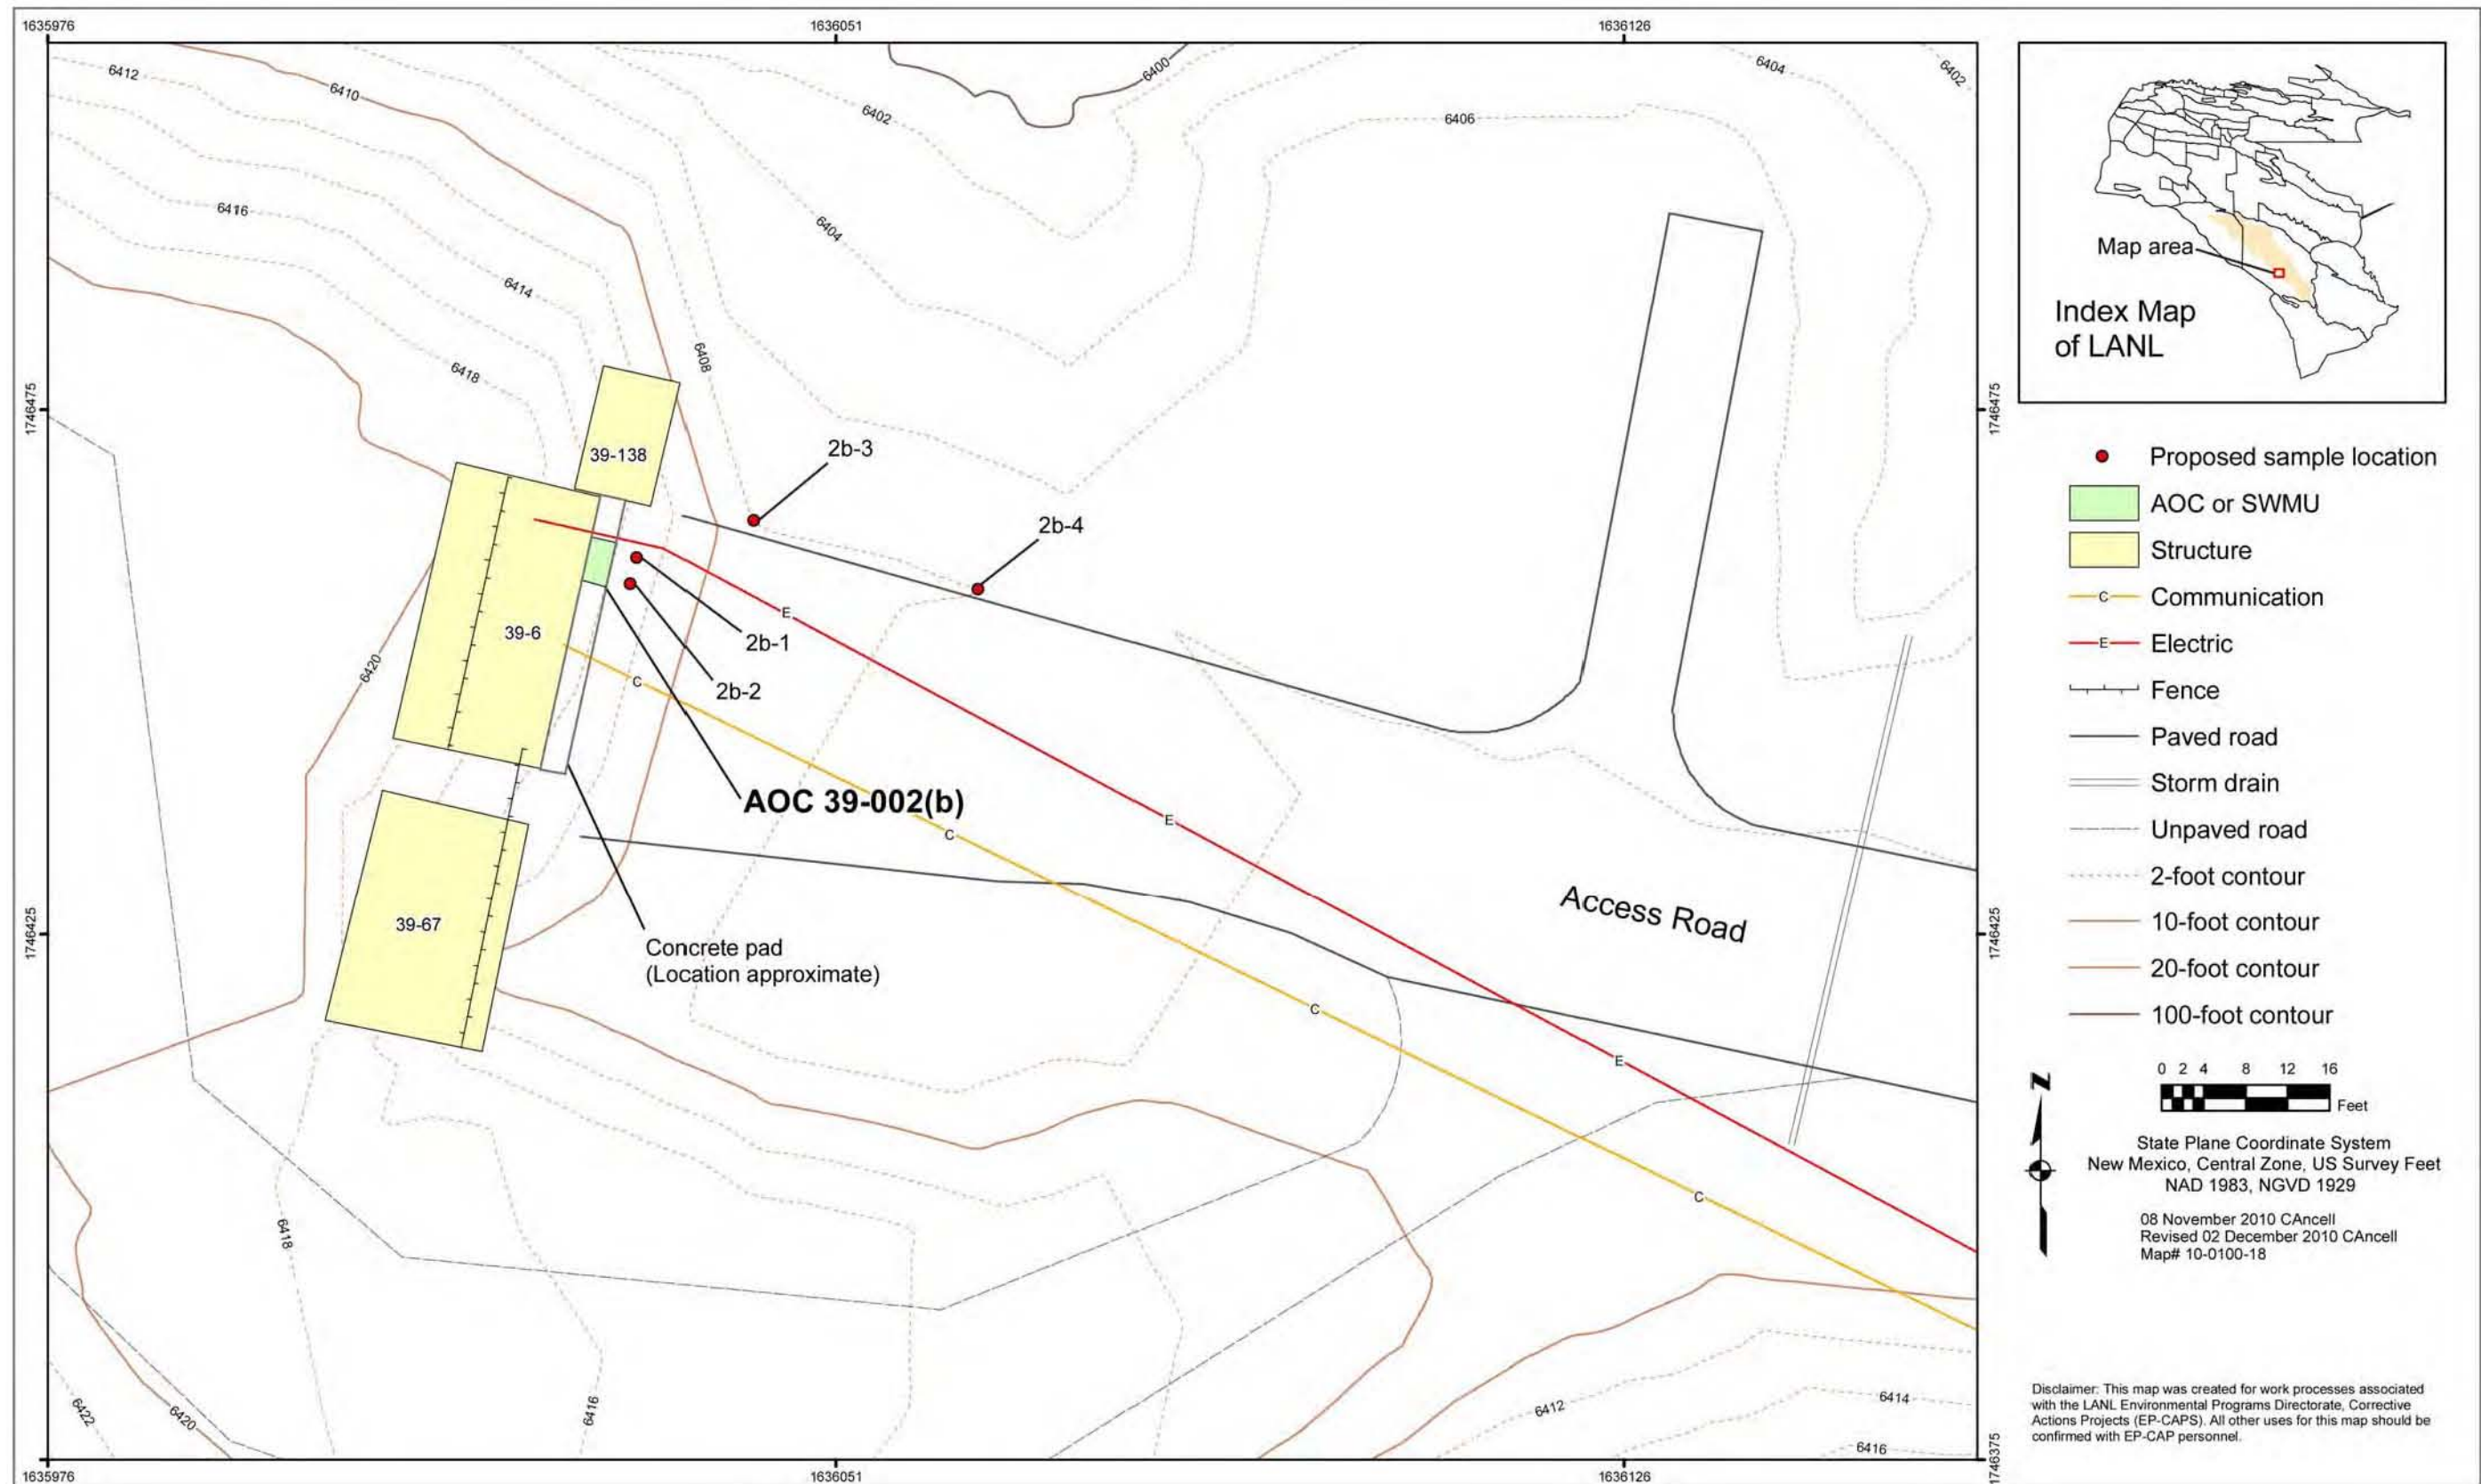 1635976
1636051
1636126
6412
6410
6400
6402
6404
6402
6406
6416
6404
6414
6408
6418
1746475
1746475
39-138
2b-3
2b-4
E
39-6
2b-1
C
2b-2
6420
AOC 39-002(b)
C
E
Access Road
39-67
1746425
1746425
Concrete pad
(Location approximate)
C
E
C
6418
6422
6420
6416
6412
6414
6416
1746375
1635976
1636051
1636126
Map area
Index Map
of LANL
Proposed sample location
AOC or SWMU
Structure
C Communication
E Electric
Fence
Paved road
Storm drain
Unpaved road
2-foot contour
10-foot contour
20-foot contour
100-foot contour
N
0 2 4 8 12 16
Feet
State Plane Coordinate System
New Mexico, Central Zone, US Survey Feet
NAD 1983, NGVD 1929
08 November 2010 CAncell
Revised 02 December 2010 CAncell
Map# 10-0100-18
Disclaimer: This map was created for work processes associated
with the LANL Environmental Programs Directorate, Corrective
Actions Projects (EP-CAPS). All other uses for this map should be
confirmed with EP-CAP personnel.